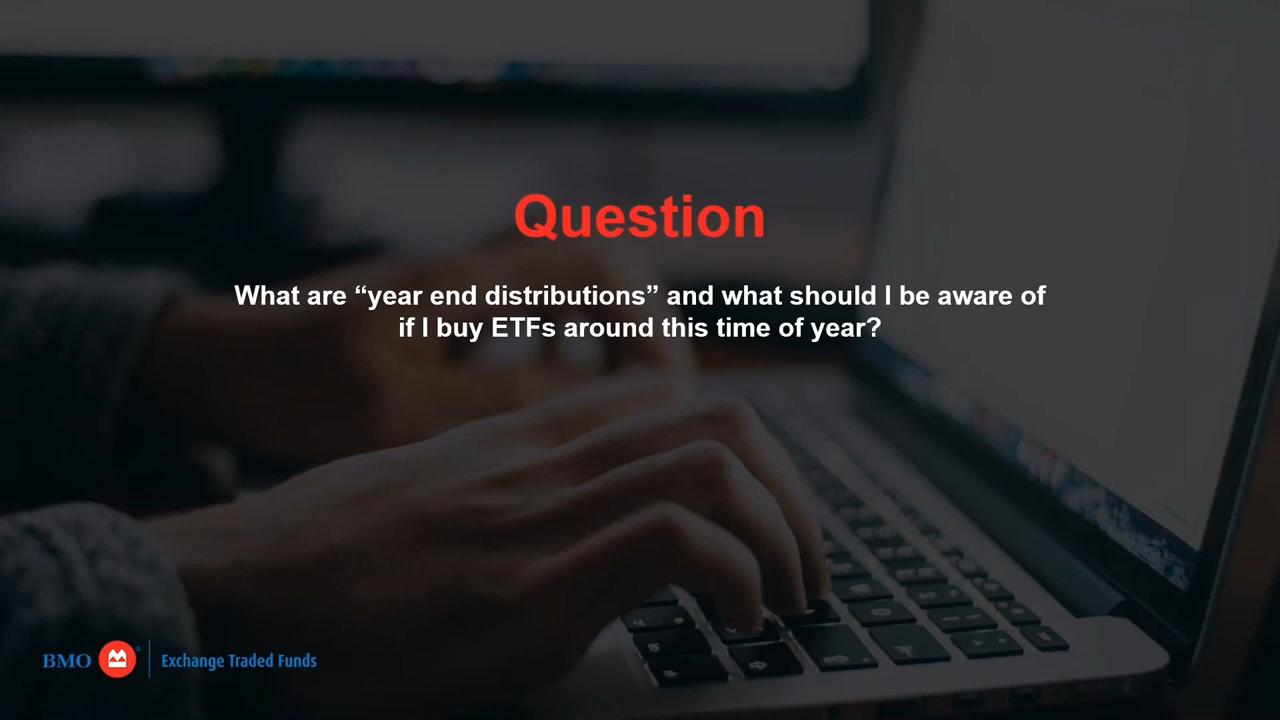 Question
What are “year end distributions” and what should I be aware of
if I buy ETFs around this time of year?
BMO Exchange Traded Funds